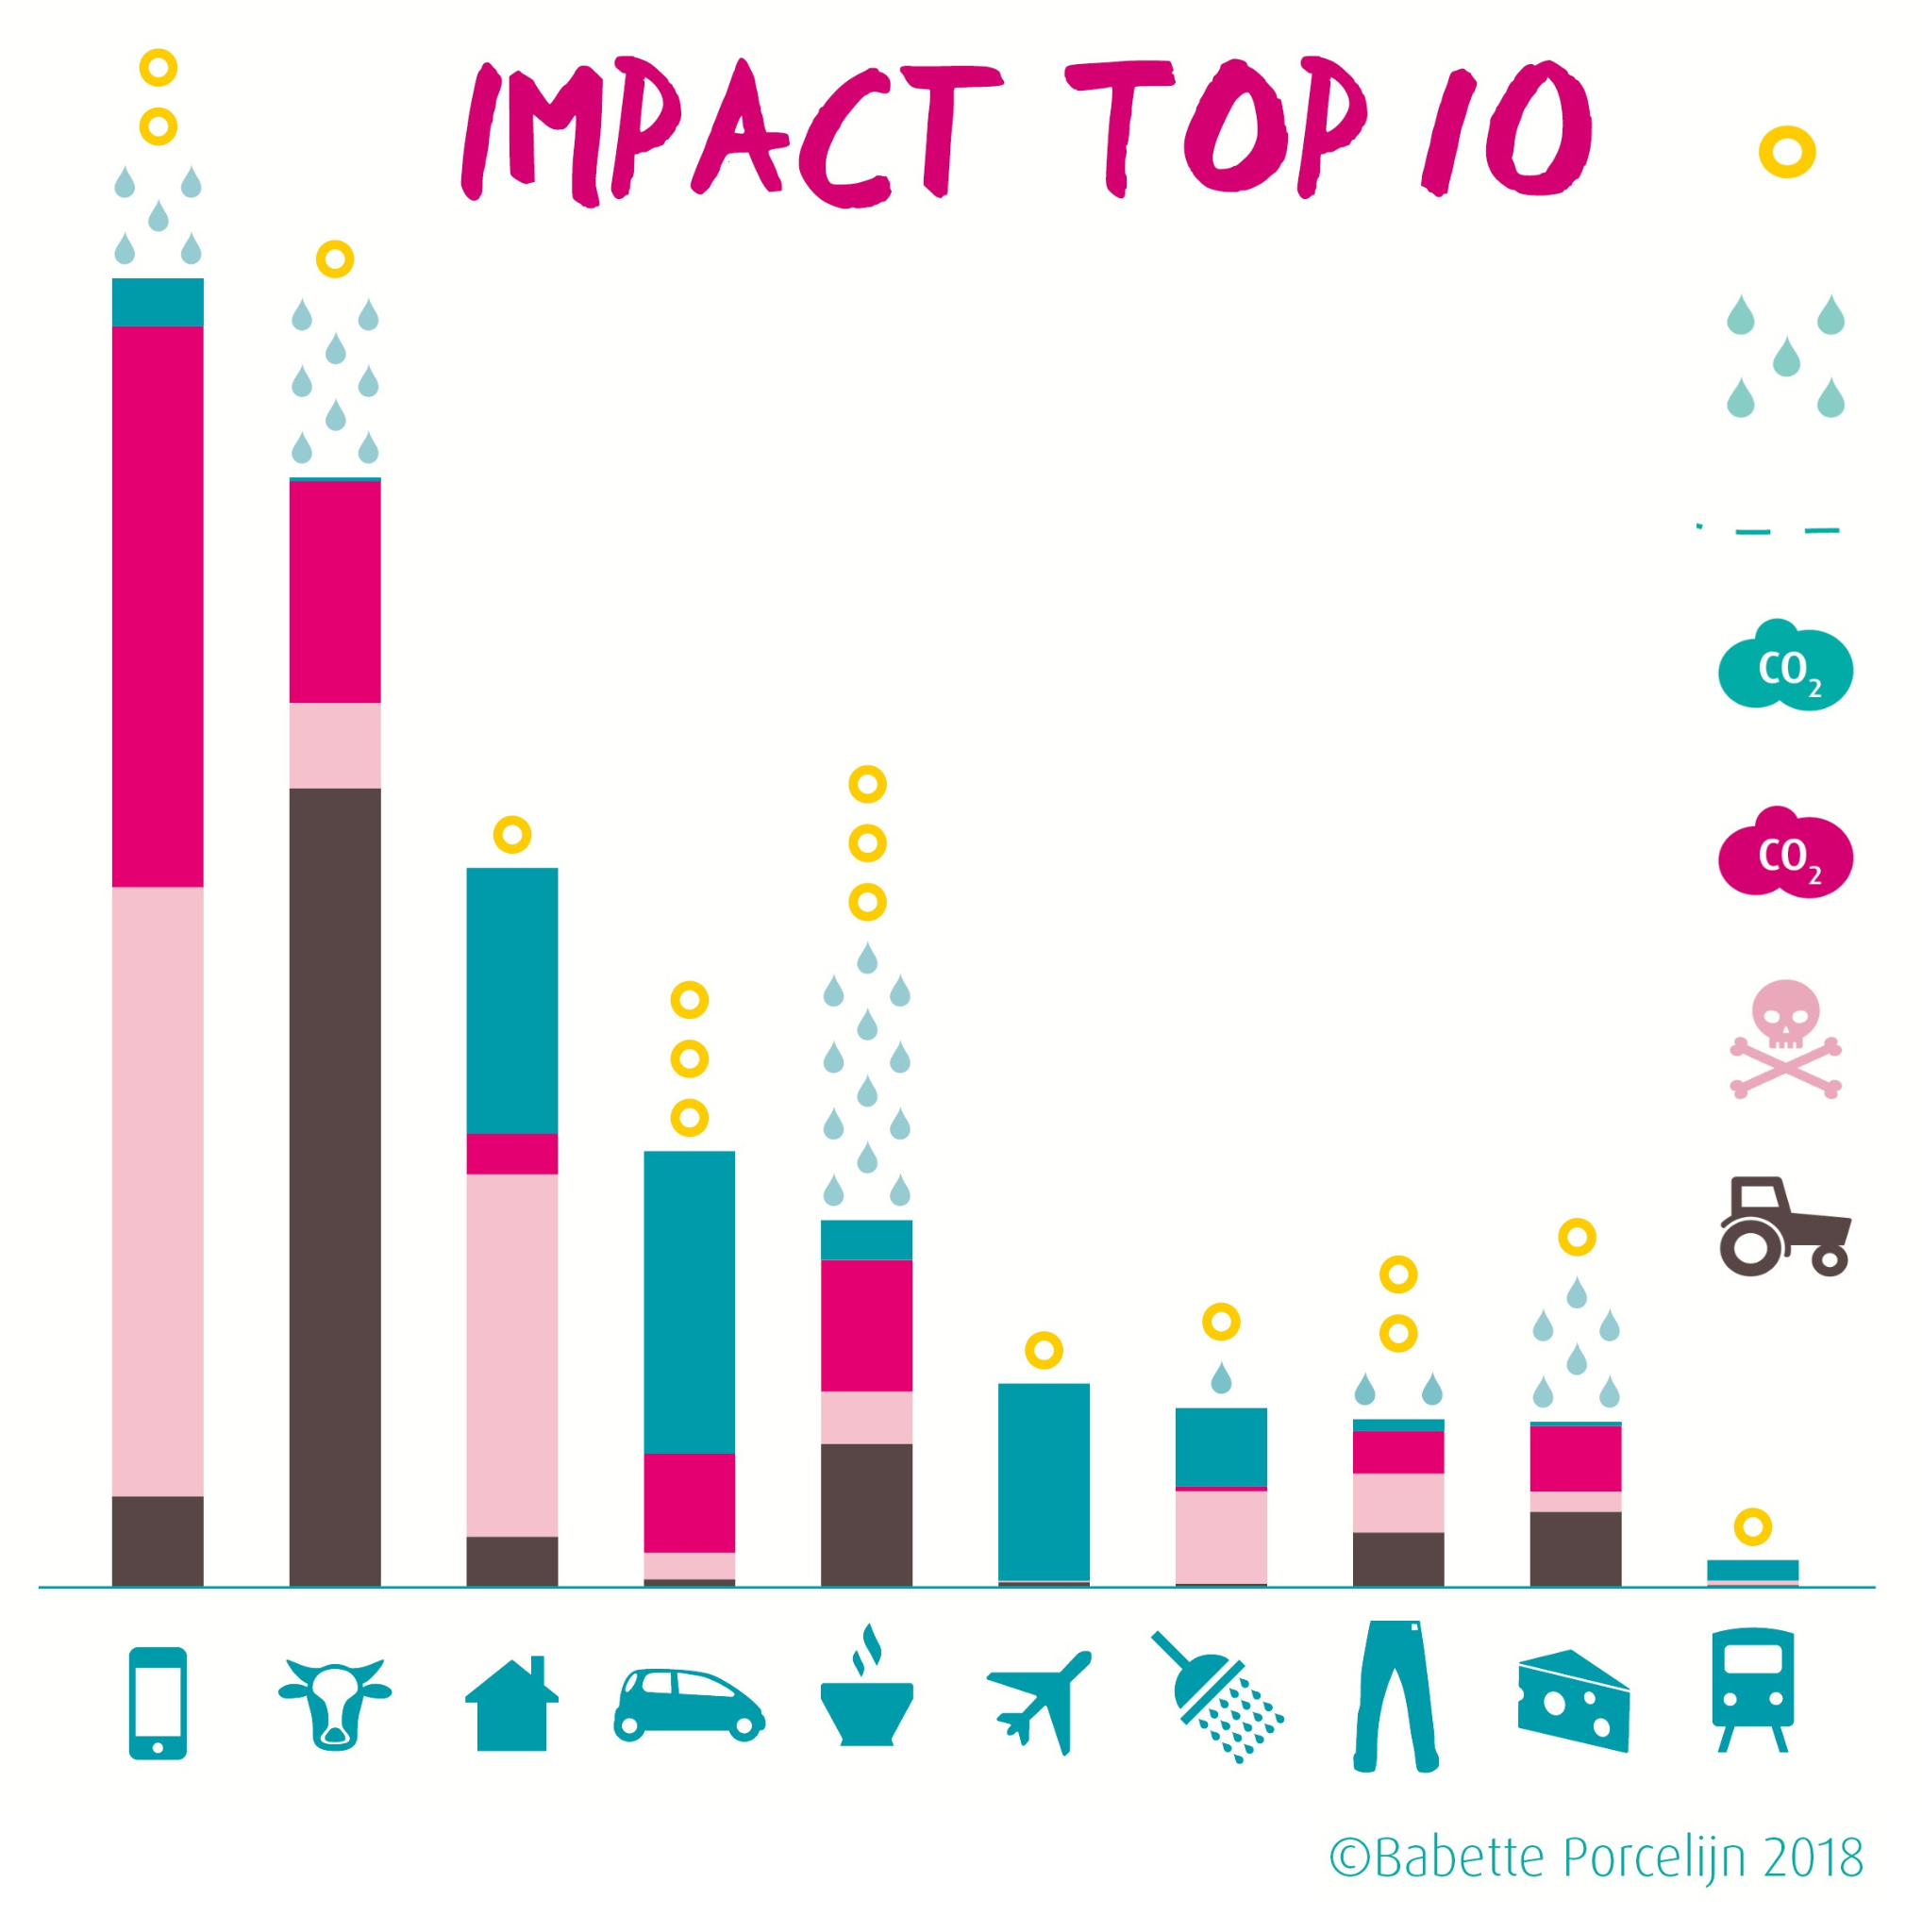 IMPACT TOP 10
CO2
CO2
©Babette Porcelijn 2018